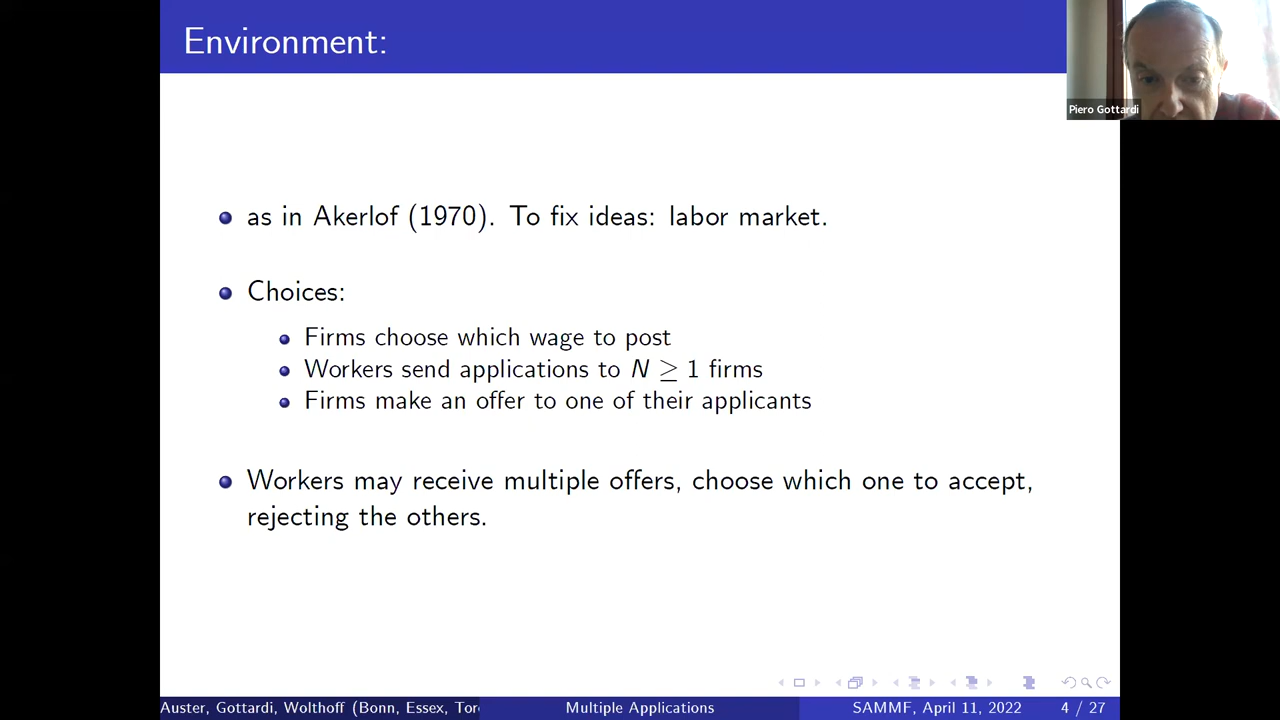 Environment:
Piero Gottardi
as in Akerlof (1970). To fix ideas: labor market.
Choices:
Firms choose which wage to post
Workers send applications to N ≥ 1 firms
Firms make an offer to one of their applicants
Workers may receive multiple offers, choose which one to accept,
rejecting the others.
Auster, Gottardi, Wolthoff (Bonn, Essex, Tor
Multiple Applications
SAMMF, April 11, 2022
4 / 27